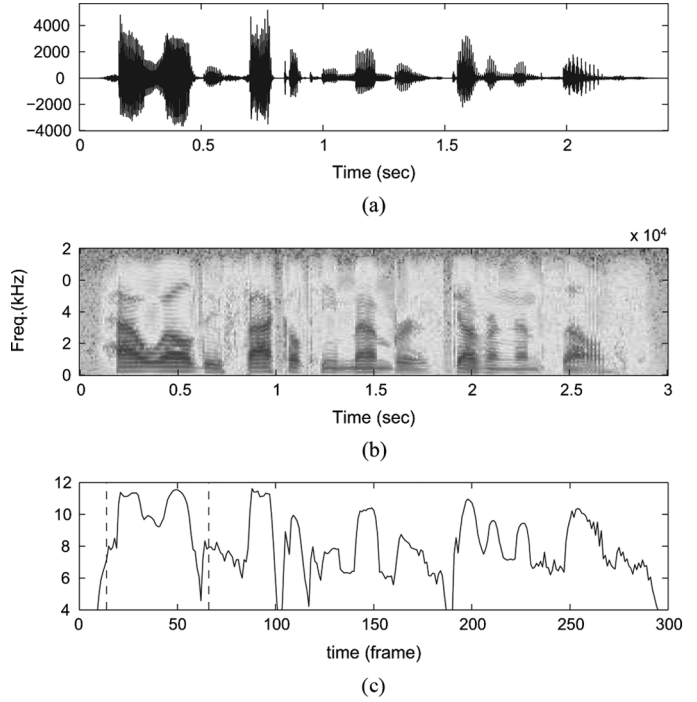 4000
2000
0
−2000
−4000
0 0.5 1 1.5 2
Time (sec)
(a)
x 10⁴
2
0
4
2
0
Freq.(kHz)
0 0.5 1 1.5 2 2.5 3
Time (sec)
(b)
12
10
8
6
4
0 50 100 150 200 250 300
time (frame)
(c)